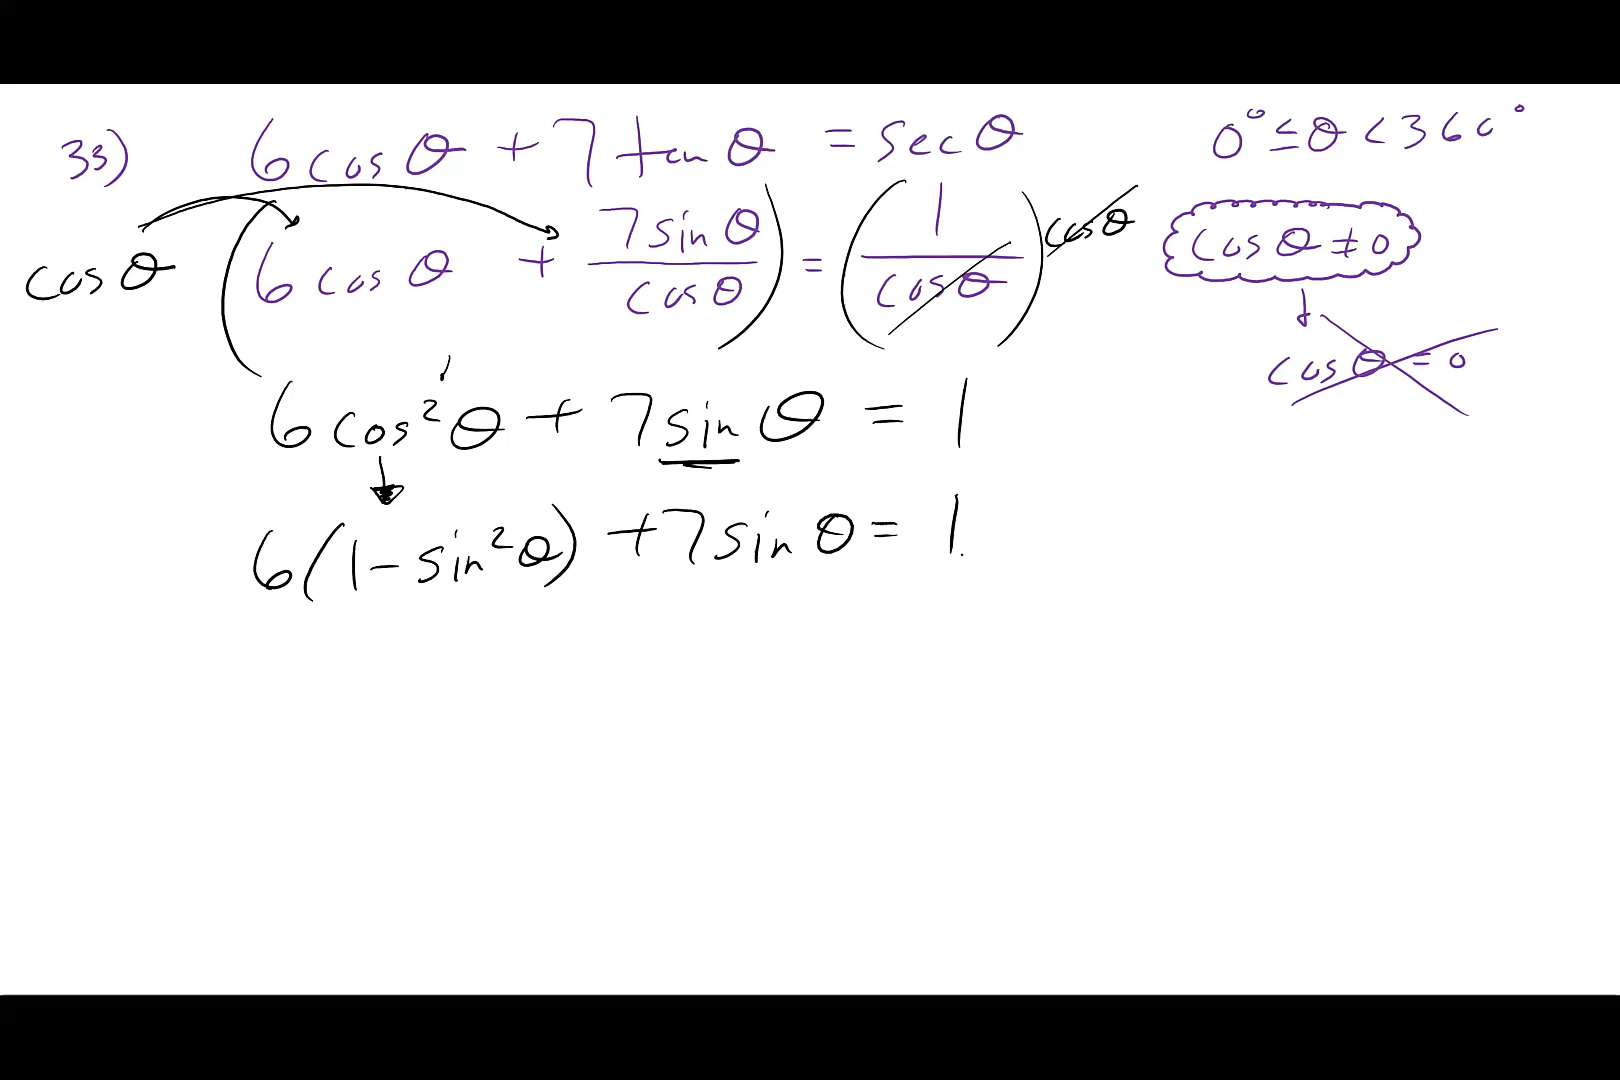 33) 6 cos θ + 7 tan θ = sec θ 0° ≤ θ < 360°
cos θ (6 cos θ + 7 sin θ / cos θ) = (1 / cos θ) cos θ cos θ ≠ 0
cos θ = 0
6 cos² θ + 7 sin θ = 1
6(1 - sin² θ) + 7 sin θ = 1